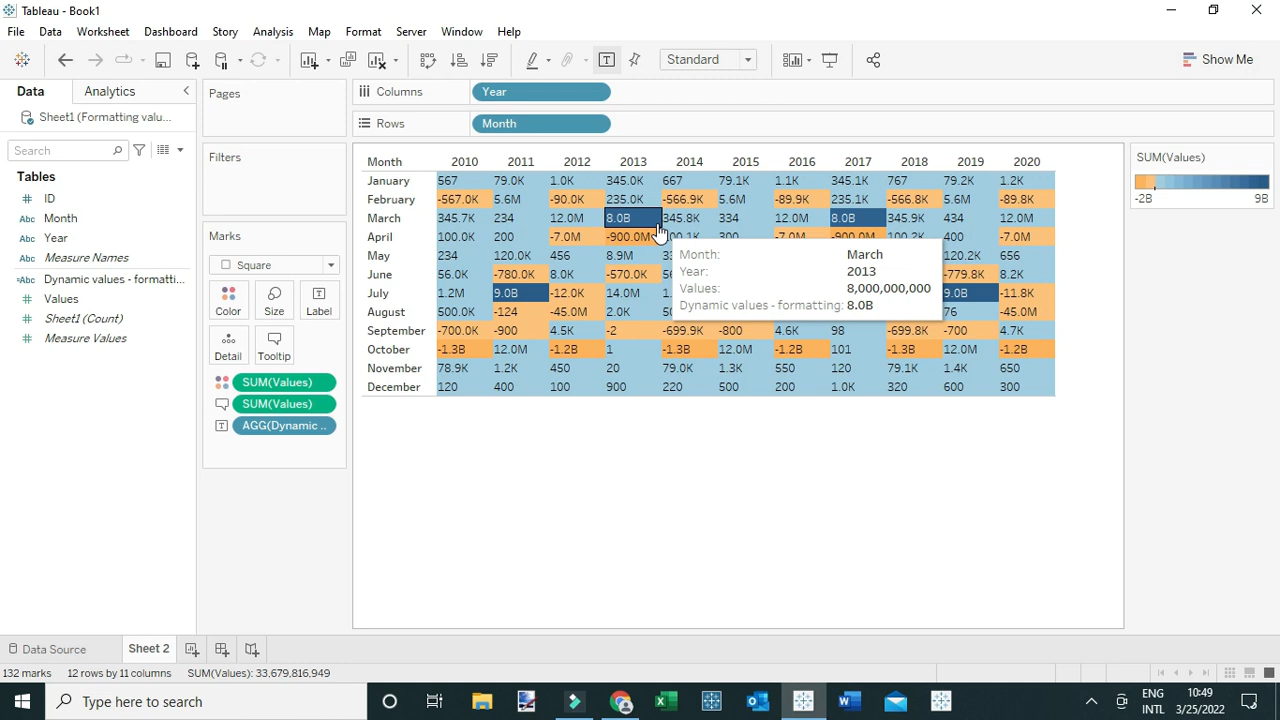 Tableau - Book1
File Data Worksheet Dashboard Story Analysis Map Format Server Window Help
Standard
Show Me
Data Analytics
Pages
Columns Year
Sheet1 (Formatting valu...
Rows Month
Search
Filters
Tables
ID
Abc Month
Abc Year
Abc Measure Names
=Abc Dynamic values - formatti...
Values
Sheet1 (Count)
Measure Values
Marks
Square
Color Size Label
Detail Tooltip
SUM(Values)
SUM(Values)
AGG(Dynamic ..
Month 2010 2011 2012 2013 2014 2015 2016 2017 2018 2019 2020
January 567 79.0K 1.0K 345.0K 667 79.1K 1.1K 345.1K 767 79.2K 1.2K
February -567.0K 5.6M -90.0K 235.0K -566.9K 5.6M -89.9K 235.1K -566.8K 5.6M -89.8K
March 345.7K 234 12.0M 8.0B 345.8K 334 12.0M 8.0B 345.9K 434 12.0M
April 100.0K 200 -7.0M -900.0M 100.1K 300 -7.0M -900.0M 100.2K 400 -7.0M
May 234 120.0K 456 8.9M 120.2K 656
June 56.0K -780.0K 8.0K -570.0K -779.8K 8.2K
July 1.2M 9.0B -12.0K 14.0M 9.0B -11.8K
August 500.0K -124 -45.0M 2.0K 76 -45.0M
September -700.0K -900 4.5K -2 -699.9K -800 4.6K 98 -699.8K -700 4.7K
October -1.3B 12.0M -1.2B 1 -1.3B 12.0M -1.2B 101 -1.3B 12.0M -1.2B
November 78.9K 1.2K 450 20 79.0K 1.3K 550 120 79.1K 1.4K 650
December 120 400 100 900 220 500 200 1.0K 320 600 300
Month: March
Year: 2013
Values: 8,000,000,000
Dynamic values - formatting: 8.0B
SUM(Values)
-2B 9B
Data Source Sheet 2
132 marks 12 rows by 11 columns SUM(Values): 33,679,816,949
Type here to search
ENG
INTL
10:49
3/25/2022